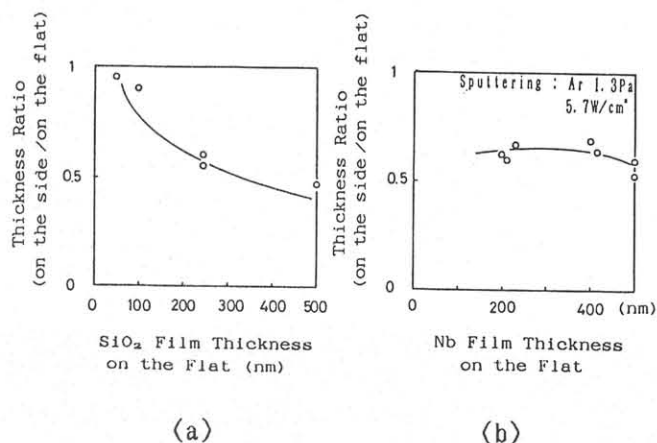 Thickness Ratio
(on the side/on the flat)
1
0.5
0
0
100
200
300
400
500
SiO₂ Film Thickness
on the Flat (nm)
(a)
Thickness Ratio
(on the side/on the flat)
Sputtering : Ar 1.3Pa
5.7W/cm²
1
0.5
0
0
200
400
(nm)
Nb Film Thickness
on the Flat
(b)